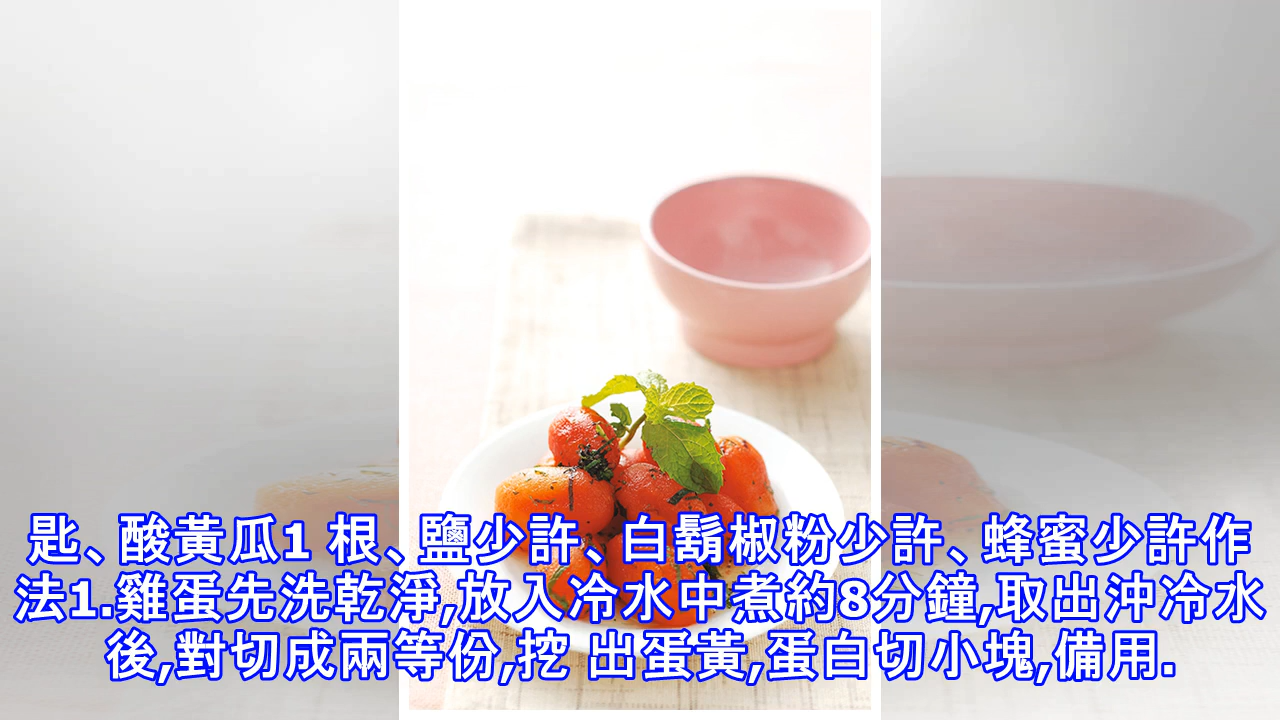 匙、酸黃瓜1 根、鹽少許、白鬍椒粉少許、蜂蜜少許作
法1.雞蛋先洗乾淨,放入冷水中煮約8分鐘,取出沖冷水
後,對切成兩等份,挖 出蛋黃,蛋白切小塊,備用.